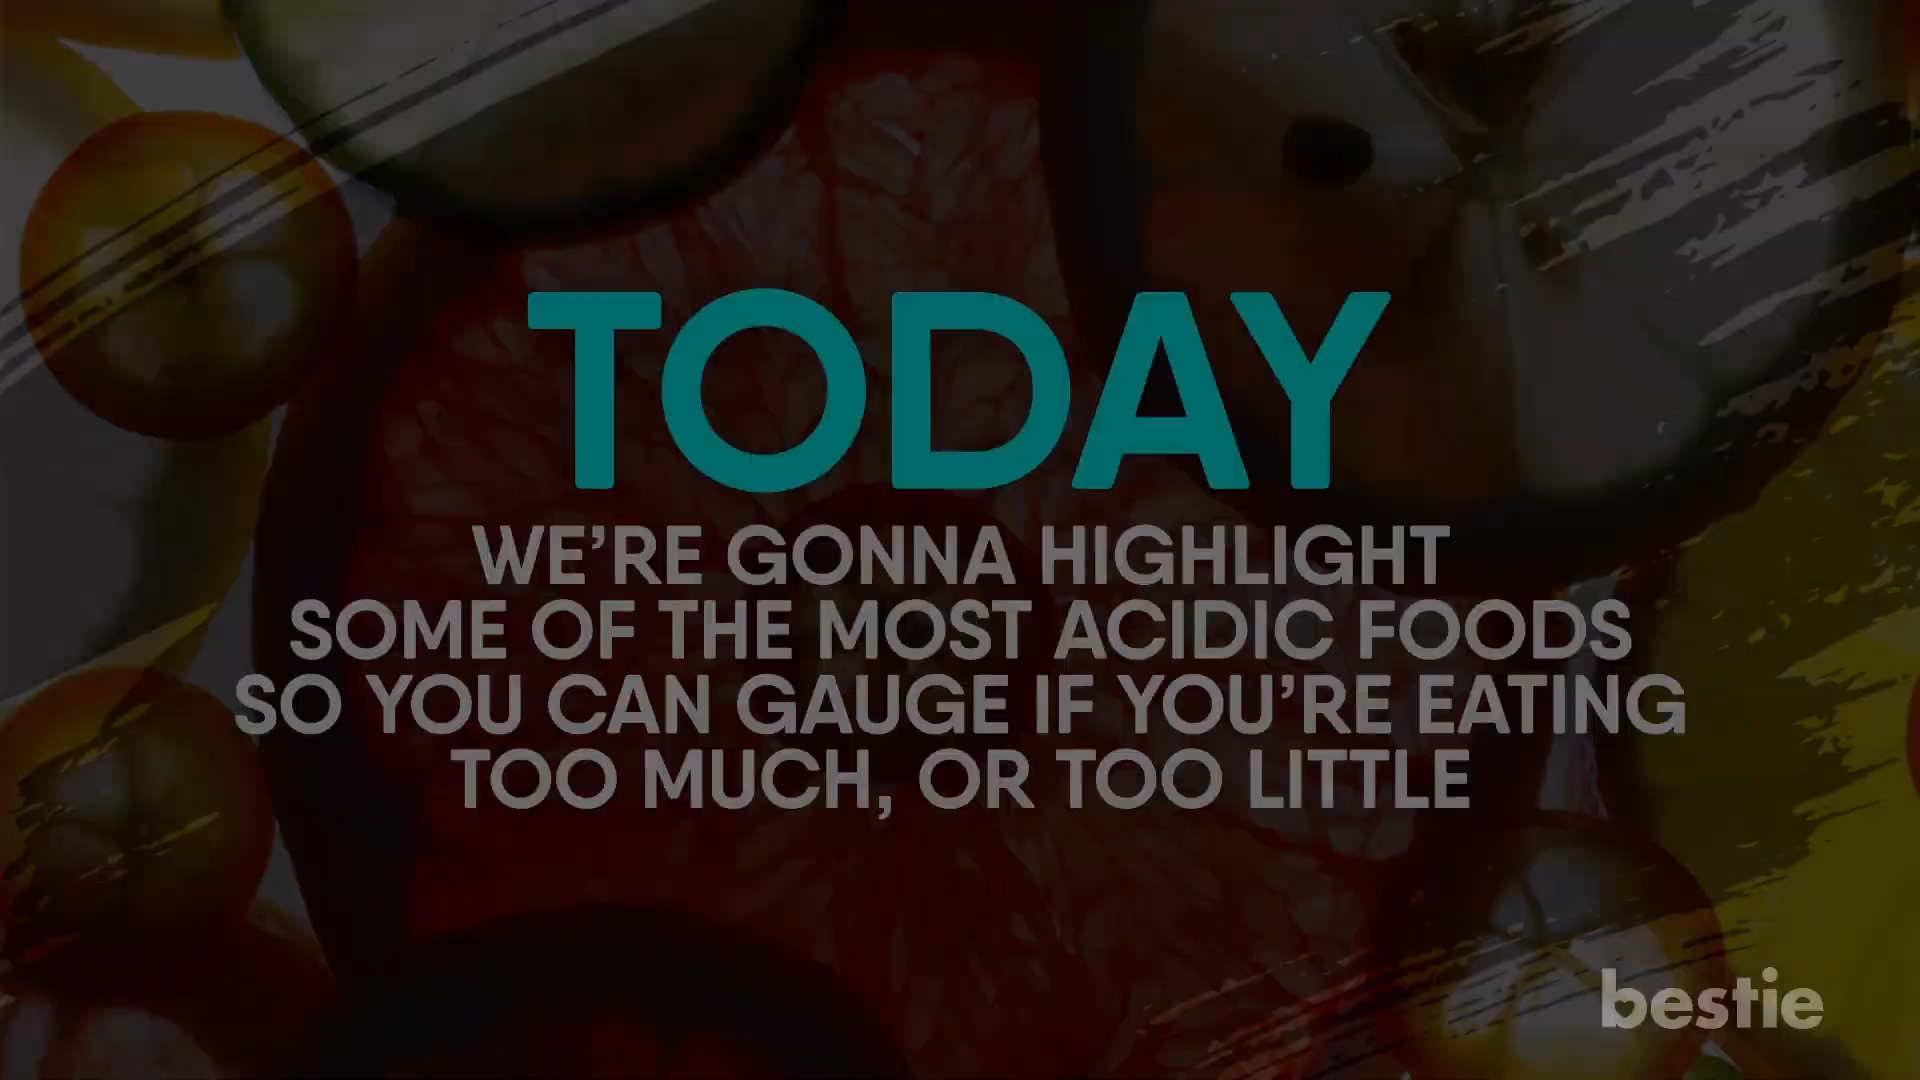 TODAY
WE’RE GONNA HIGHLIGHT
SOME OF THE MOST ACIDIC FOODS
SO YOU CAN GAUGE IF YOU’RE EATING
TOO MUCH, OR TOO LITTLE
bestie